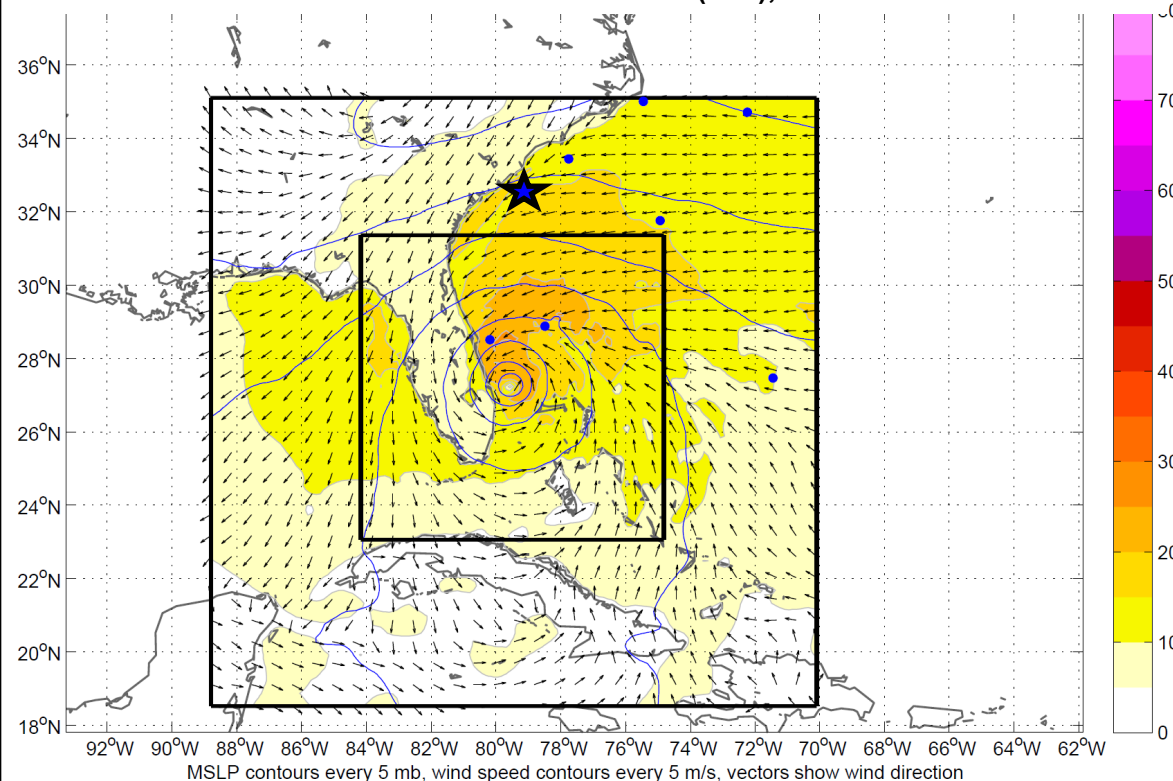 36°N
34°N
32°N
30°N
28°N
26°N
24°N
22°N
20°N
18°N
92°W 90°W 88°W 86°W 84°W 82°W 80°W 78°W 76°W 74°W 72°W 70°W 68°W 66°W 64°W 62°W
MSLP contours every 5 mb, wind speed contours every 5 m/s, vectors show wind direction
70
60
50
40
30
20
10
0